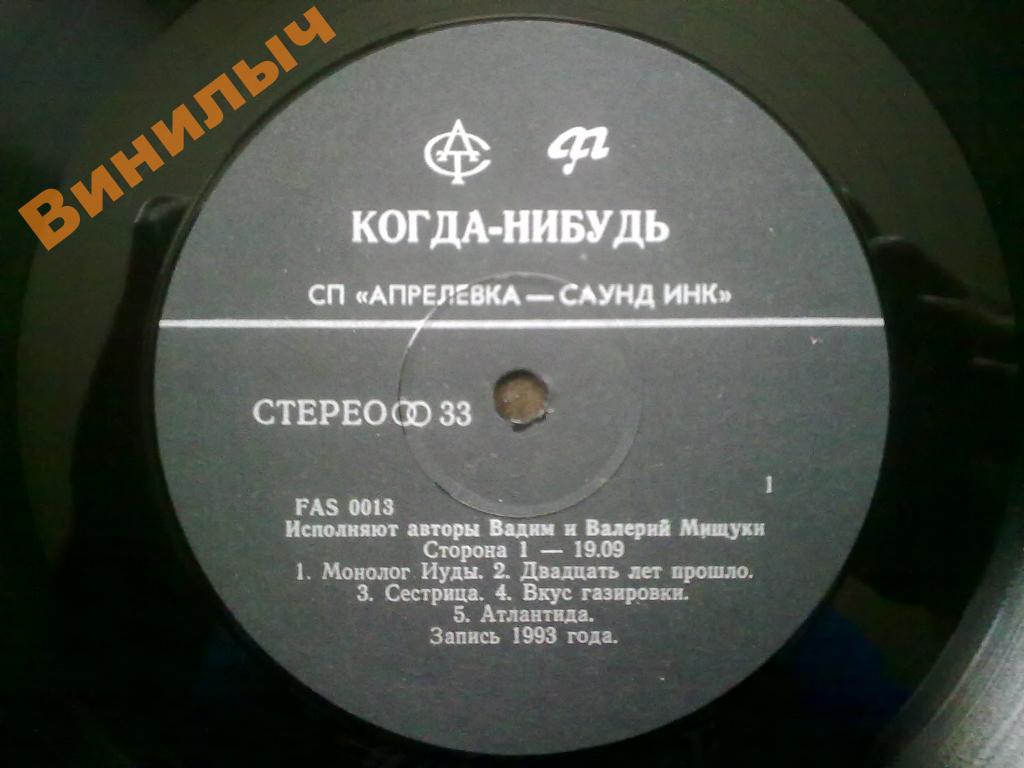 Винилыч
КОГДА-НИБУДЬ
СП «АПРЕЛЕВКА — САУНД ИНК»
СТЕРЕО 33
1
FAS 0013
Исполняют авторы Вадим и Валерий Мищуки
Сторона 1 — 19.09
1. Монолог Иуды. 2. Двадцать лет прошло.
3. Сестрица. 4. Вкус газировки.
5. Атлантида.
Запись 1993 года.